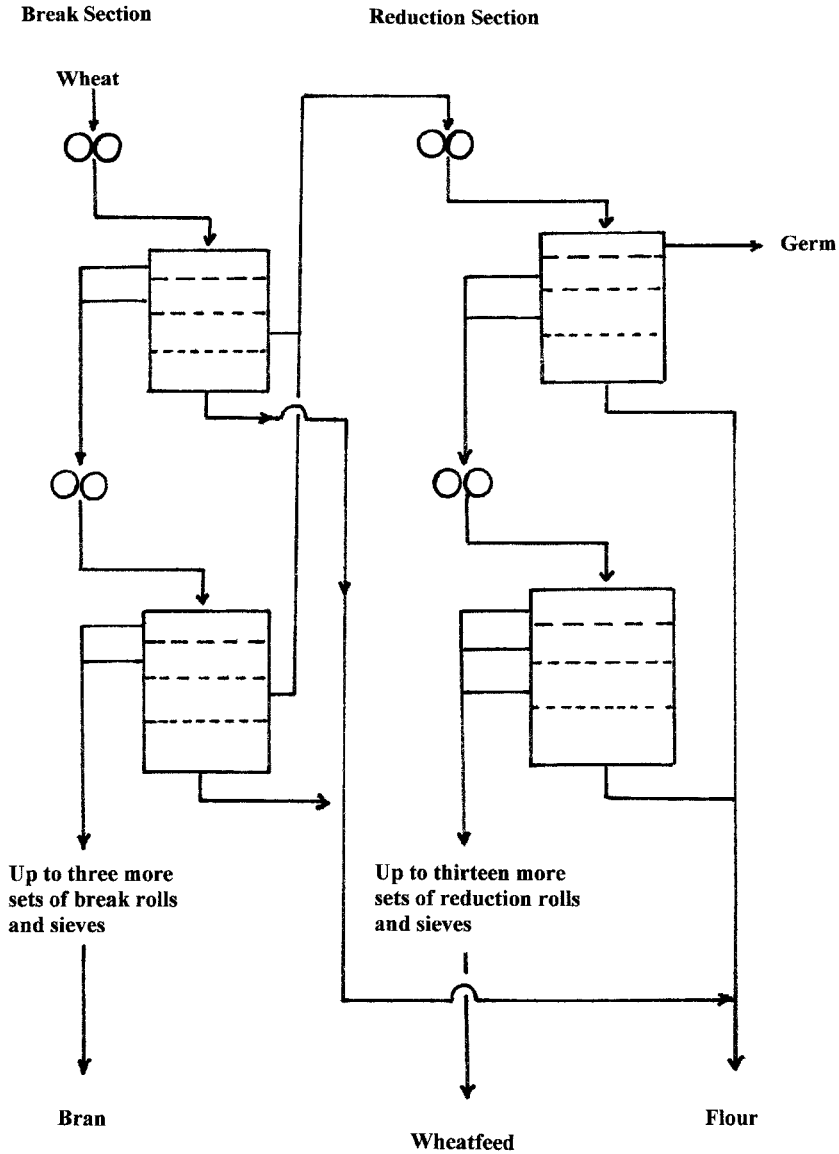 Break Section
Reduction Section
Wheat
Germ
Up to three more
sets of break rolls
and sieves
Up to thirteen more
sets of reduction rolls
and sieves
Bran
Wheatfeed
Flour